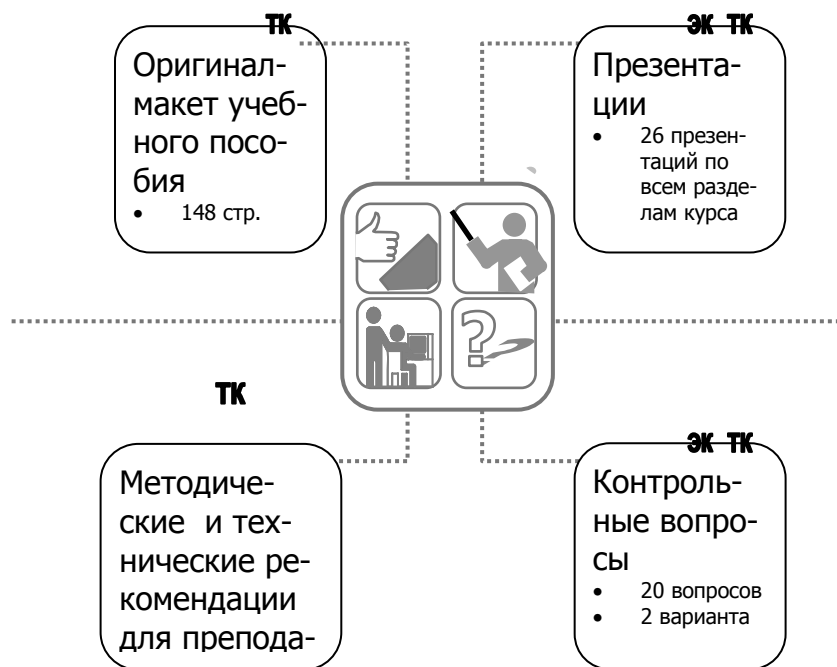 ТК
Оригинал-
макет учеб-
ного посо-
бия
• 148 стр.
ЭК ТК
Презента-
ции
• 26 презен-
таций по
всем разде-
лам курса
?
ТК
Методиче-
ские и тех-
нические ре-
комендации
для препода-
ЭК ТК
Контроль-
ные вопро-
сы
• 20 вопросов
• 2 варианта